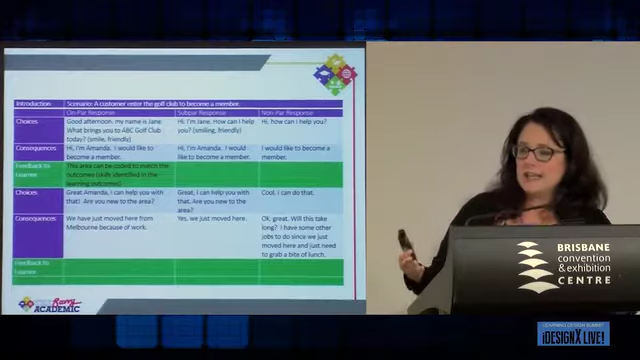 Introduction
Scenario: A customer enter the golf club to become a member.
On-Par Response
Subpar Response
Non-Par Response
Choices
Good afternoon, my name is Jane.
What brings you to ABC Golf Club
today? (smile, friendly)
Hi, I'm Jane. How can I help
you? (smiling, friendly)
Hi, how can I help you?
Consequences
Hi, I'm Amanda. I would like to
become a member.
Hi, I'm Amanda. I would
like to become a member.
I would like to become a
member.
Feedback to
Learner
This area can be coded to match the
outcomes (skills identified in the
learning outcomes)
Choices
Great Amanda, I can help you with
that! Are you new to the area?
Great, I can help you with
that. Are you new to the
area?
Cool, I can do that.
Consequences
We have just moved here from
Melbourne because of work.
Yes, we just moved here.
Ok, great. Will this take
long? I have some other
jobs to do since we just
moved here and just need
to grab a bite of lunch.
Feedback to
Learner
ACADEMIC
BRISBANE
convention
& exhibition
CENTRE
iDESIGNX LIVE!